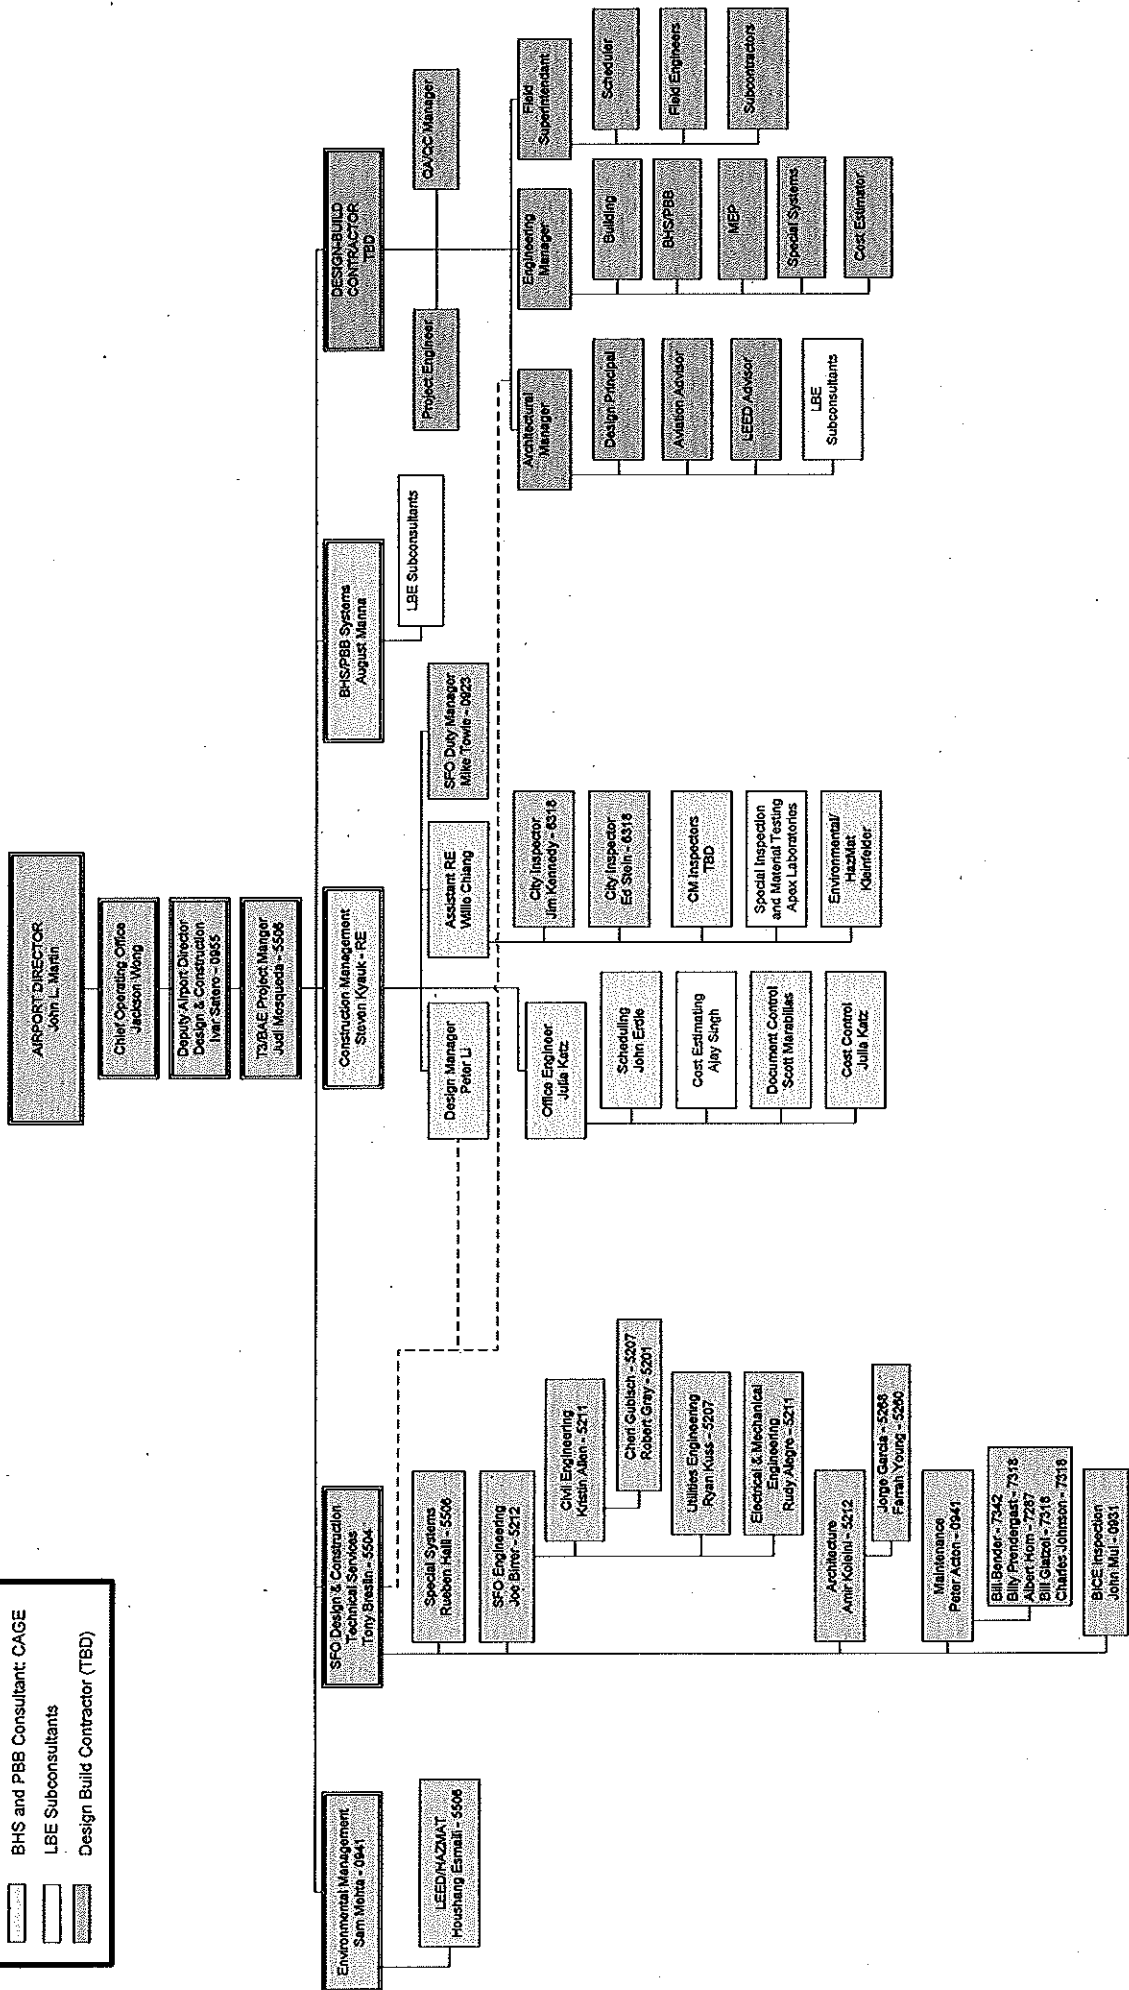 BHS and PBB Consultant: CAGE
LBE Subconsultants
Design Build Contractor (TBD)
AIRPORT DIRECTOR
John L. Martin
Chief Operating Office
Jackson Wong
Deputy Airport Director
Design & Construction
Ivar Satero - 0955
T3/BAE Project Manger
Judi Mosqueda - 5506
Environmental Management
Sam Mehta - 0941
LEED/HAZMAT
Houshang Esmaili - 5506
SFO Design & Construction
Technical Services
Tony Breslin - 5504
Special Systems
Rueben Halli - 5506
SFO Engineering
Joe Birrer - 5212
Civil Engineering
Kristin Allen - 5211
Cheri Gubisch - 5207
Robert Gray - 5201
Utilities Engineering
Ryan Kuss - 5207
Electrical & Mechanical
Engineering
Rudy Alegre - 5211
Architecture
Amir Koleini - 5212
Jorge Garcia - 5268
Farrah Young - 5260
Maintenance
Peter Acton - 0941
Bill Bender - 7342
Billy Prendergast - 7318
Albert Horn - 7287
Bill Glatzel - 7318
Charles Johnson - 7318
BICE Inspection
John Mui - 0931
Construction Management
Steven Kyauk - RE
Design Manager
Peter Li
Assistant RE
Willie Chiang
SFO Duty Manager
Mike Towle - 0923
Office Engineer
Julia Katz
Scheduling
John Erdle
Cost Estimating
Ajay Singh
Document Control
Scott Marabillas
Cost Control
Julia Katz
City Inspector
Jim Kennedy - 6318
City Inspector
Ed Stein - 6318
CM Inspectors
TBD
Special Inspection
and Material Testing
Apex Laboratories
Environmental/
HazMat
Kleinfelder
BHS/PBB Systems
August Manna
LBE Subconsultants
DESIGN-BUILD
CONTRACTOR
TBD
Project Engineer
QA/QC Manager
Architectural
Manager
Design Principal
Aviation Advisor
LEED Advisor
LBE
Subconsultants
Engineering
Manager
Building
BHS/PBB
MEP
Special Systems
Cost Estimator
Field
Superintendant
Scheduler
Field Engineers
Subcontractors